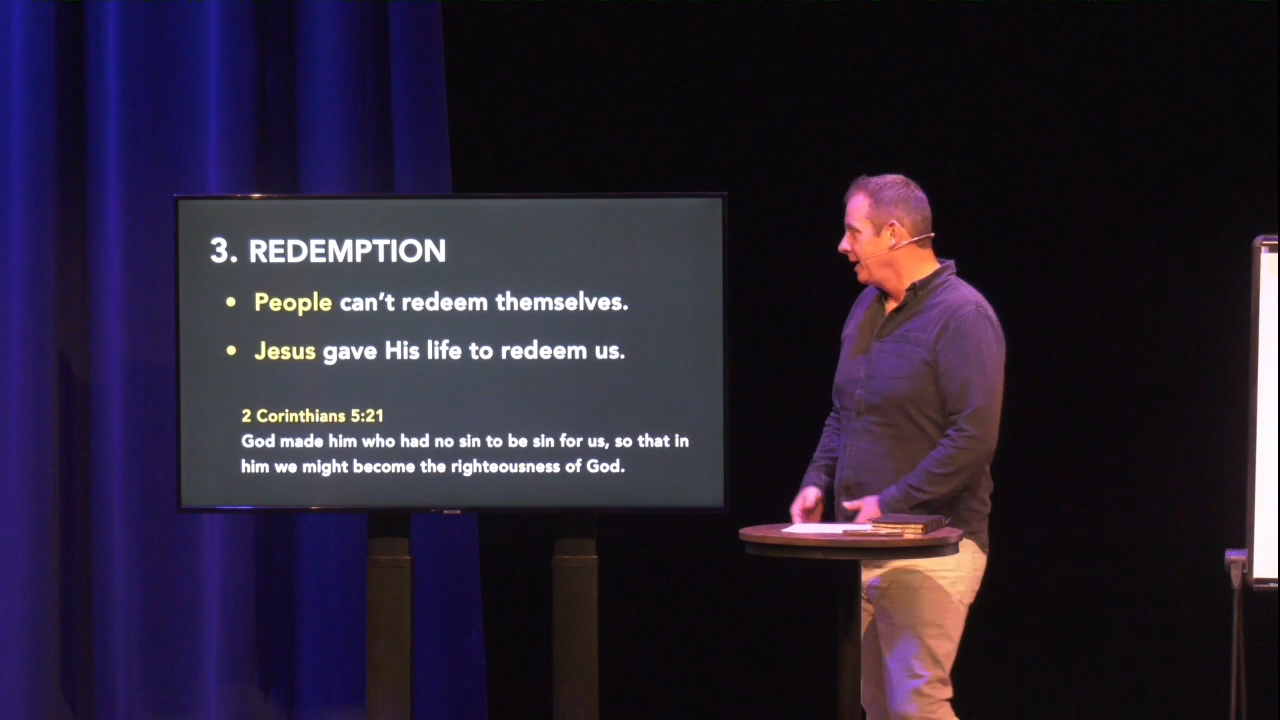 3. REDEMPTION
• People can't redeem themselves.
• Jesus gave His life to redeem us.
2 Corinthians 5:21
God made him who had no sin to be sin for us, so that in
him we might become the righteousness of God.